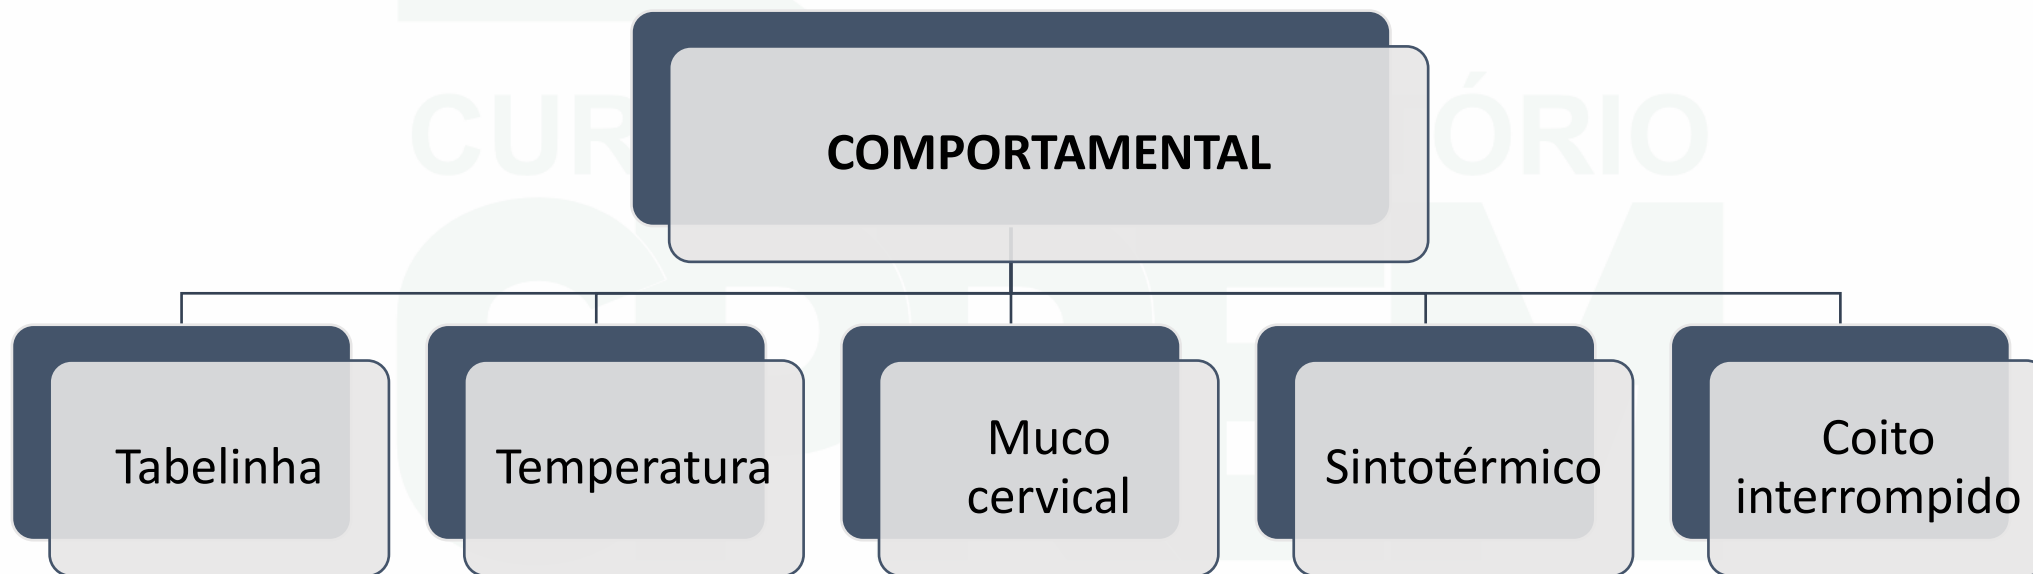 COMPORTAMENTAL
Tabelinha
Temperatura
Muco
cervical
Sintotérmico
Coito
interrompido